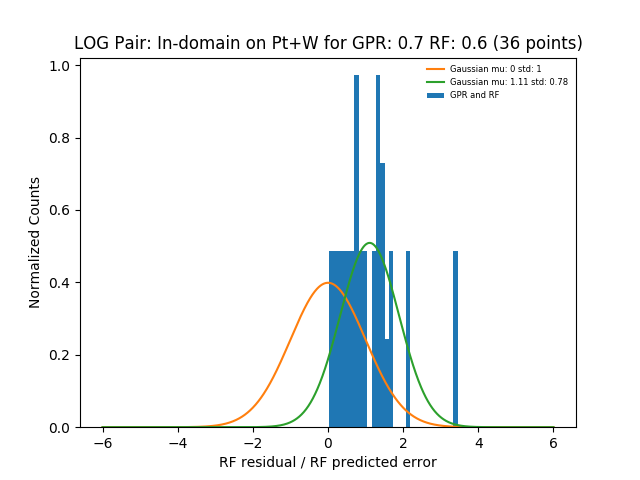 LOG Pair: In-domain on Pt+W for GPR: 0.7 RF: 0.6 (36 points)
Gaussian mu: 0 std: 1
Gaussian mu: 1.11 std: 0.78
GPR and RF
Normalized Counts
1.0
0.8
0.6
0.4
0.2
0.0
−6 −4 −2 0 2 4 6
RF residual / RF predicted error